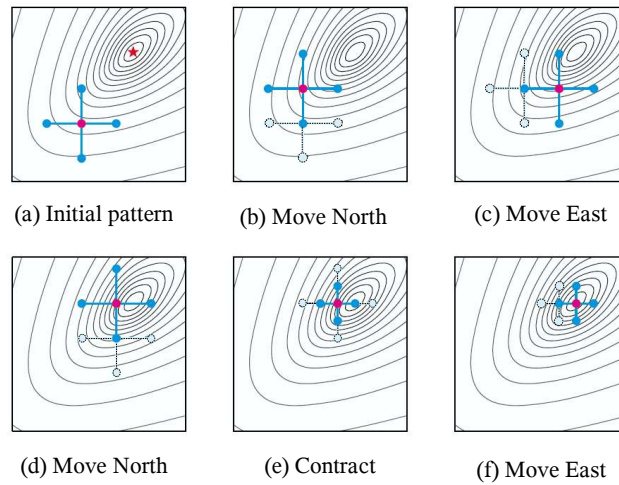 (a) Initial pattern
(b) Move North
(c) Move East
(d) Move North
(e) Contract
(f) Move East